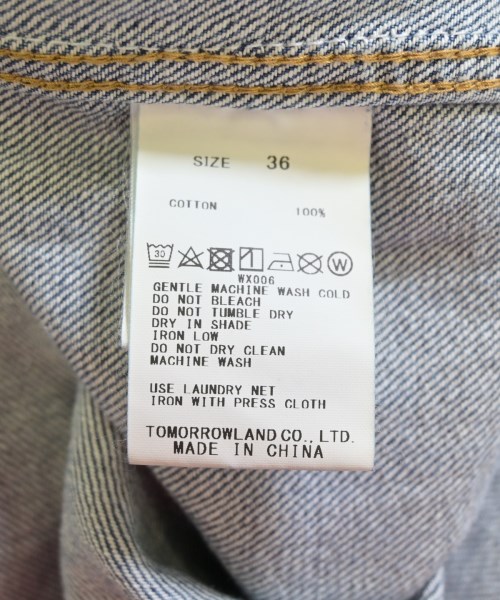 SIZE 36
COTTON 100%
30 W
WX006
GENTLE MACHINE WASH COLD
DO NOT BLEACH
DO NOT TUMBLE DRY
DRY IN SHADE
IRON LOW
DO NOT DRY CLEAN
MACHINE WASH
USE LAUNDRY NET
IRON WITH PRESS CLOTH
TOMORROWLAND CO., LTD.
MADE IN CHINA